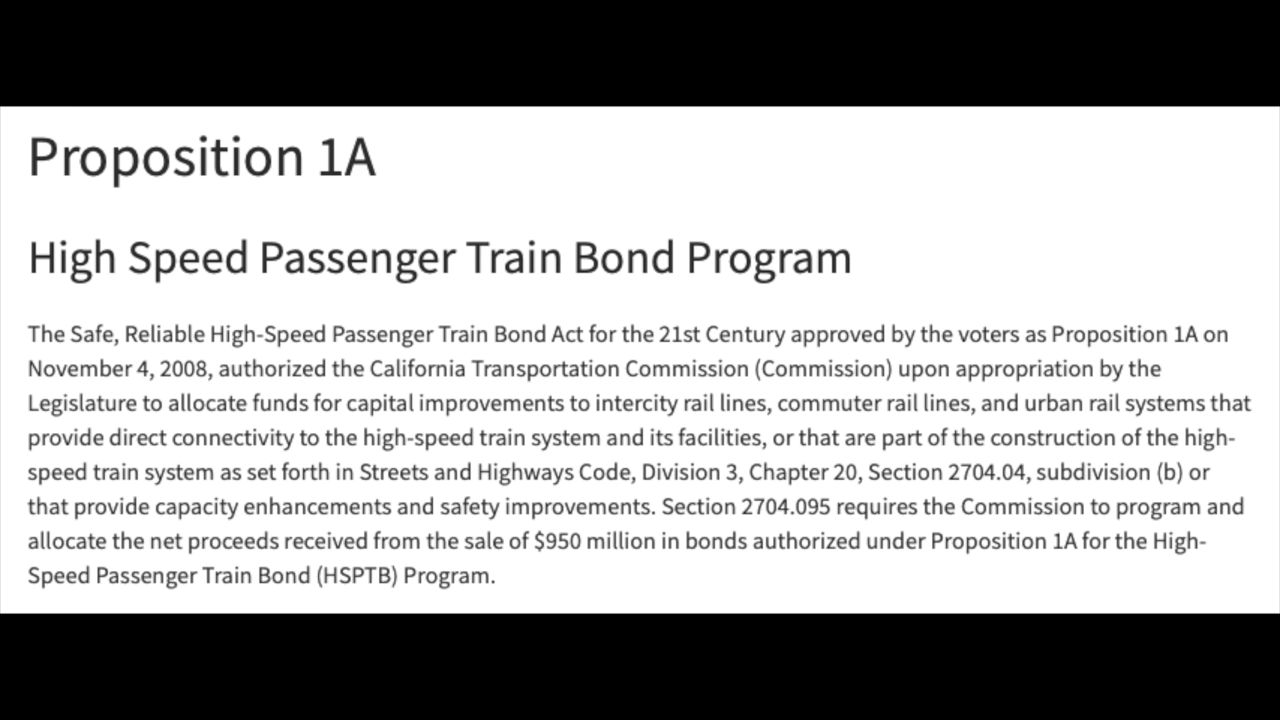 Proposition 1A
High Speed Passenger Train Bond Program
The Safe, Reliable High-Speed Passenger Train Bond Act for the 21st Century approved by the voters as Proposition 1A on
November 4, 2008, authorized the California Transportation Commission (Commission) upon appropriation by the
Legislature to allocate funds for capital improvements to intercity rail lines, commuter rail lines, and urban rail systems that
provide direct connectivity to the high-speed train system and its facilities, or that are part of the construction of the high-
speed train system as set forth in Streets and Highways Code, Division 3, Chapter 20, Section 2704.04, subdivision (b) or
that provide capacity enhancements and safety improvements. Section 2704.095 requires the Commission to program and
allocate the net proceeds received from the sale of $950 million in bonds authorized under Proposition 1A for the High-
Speed Passenger Train Bond (HSPTB) Program.